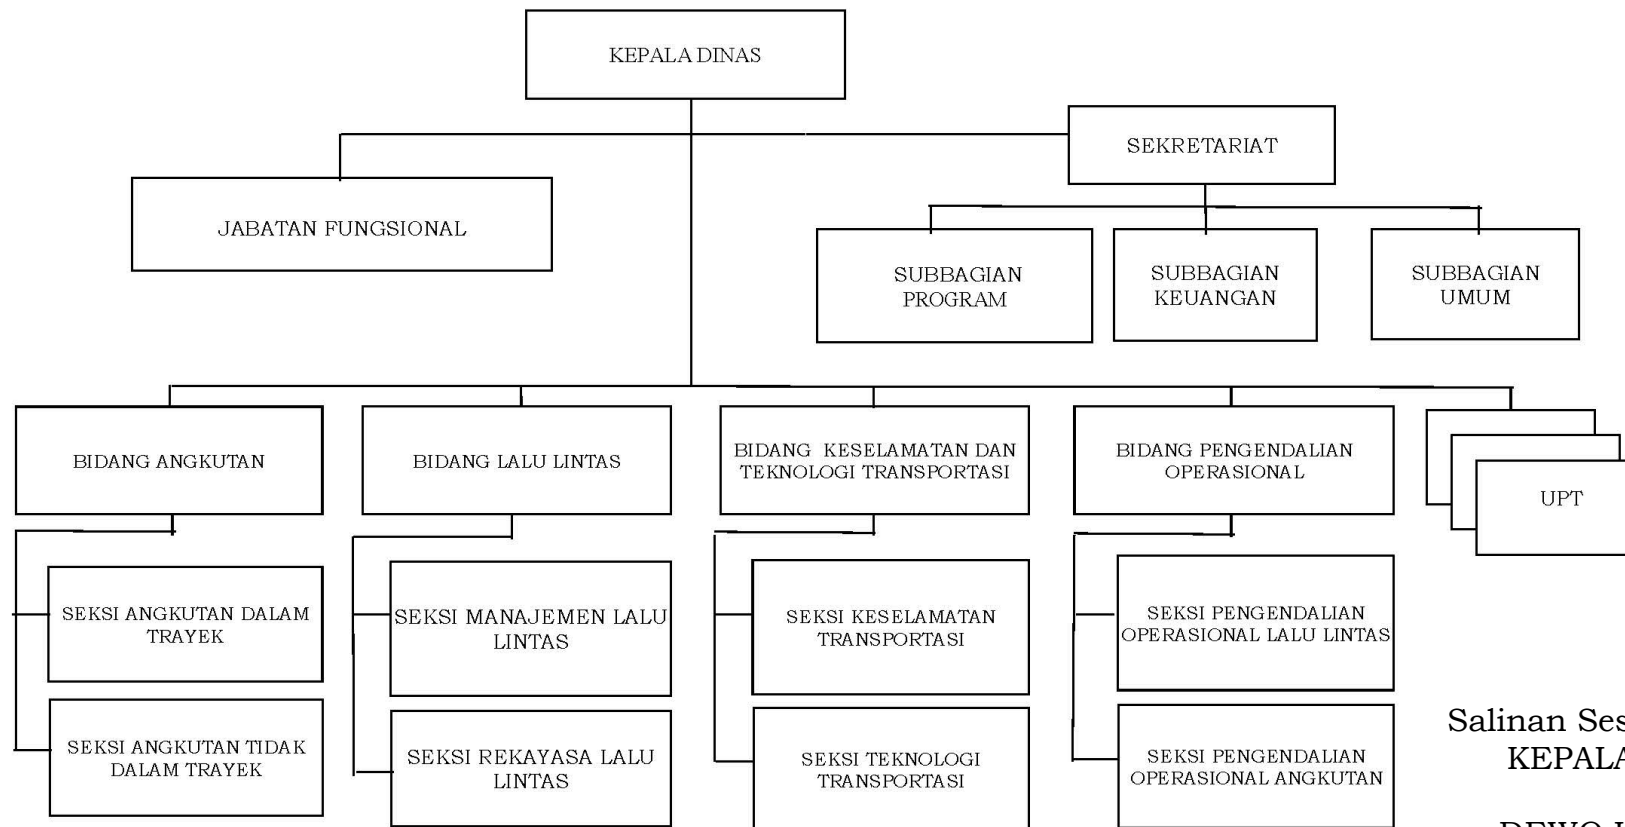 KEPALA DINAS
SEKRETARIAT
JABATAN FUNGSIONAL
SUBBAGIAN
PROGRAM
SUBBAGIAN
KEUANGAN
SUBBAGIAN
UMUM
BIDANG ANGKUTAN
BIDANG LALU LINTAS
BIDANG KESELAMATAN DAN
TEKNOLOGI TRANSPORTASI
BIDANG PENGENDALIAN
OPERASIONAL
UPT
SEKSI ANGKUTAN DALAM
TRAYEK
SEKSI MANAJEMEN LALU
LINTAS
SEKSI KESELAMATAN
TRANSPORTASI
SEKSI PENGENDALIAN
OPERASIONAL LALU LINTAS
SEKSI ANGKUTAN TIDAK
DALAM TRAYEK
SEKSI REKAYASA LALU
LINTAS
SEKSI TEKNOLOGI
TRANSPORTASI
SEKSI PENGENDALIAN
OPERASIONAL ANGKUTAN
Salinan Ses
KEPALA